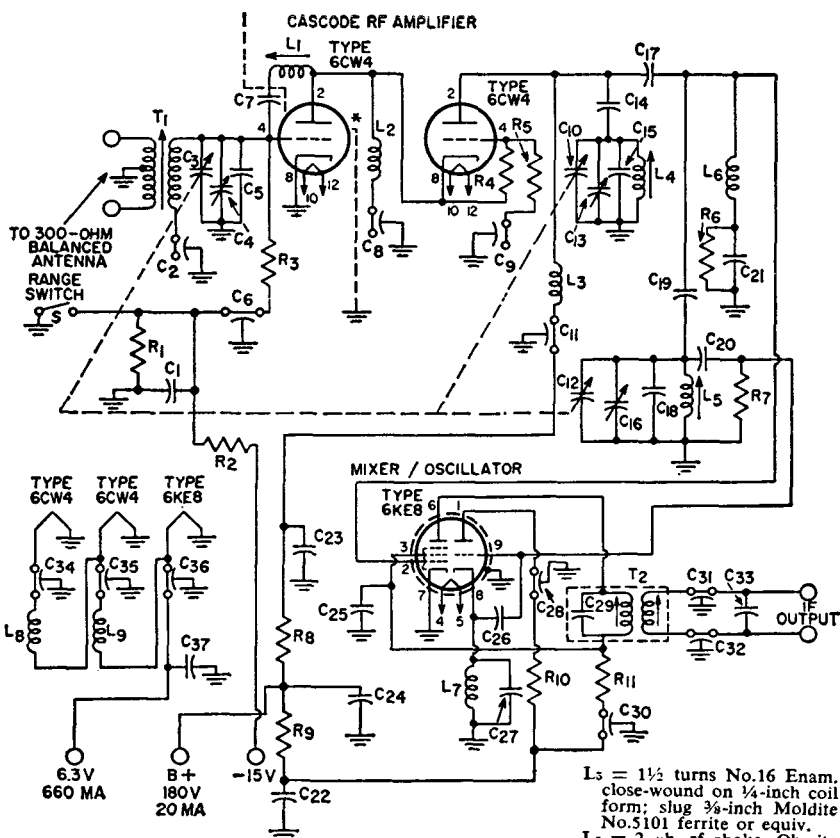 CASCODE RF AMPLIFIER
L1
TYPE
6CW4
C17
C7
2
TYPE
6CW4
2
C14
T1
4
*
L2
4
R5
C10
C15
C3
C5
8
10
12
R4
8
10
12
L4
L6
C4
C13
R6
TO 300-OHM
BALANCED
ANTENNA
C2
R3
C8
C9
L3
C19
C21
RANGE
SWITCH
S
C6
C11
C20
R1
C1
C12
C16
C18
L5
R7
R2
MIXER / OSCILLATOR
TYPE
6CW4
TYPE
6CW4
TYPE
6KE8
TYPE
6KE8
6
1
3
2
9
7
4
5
8
C23
C34
C35
C36
C25
C26
C28
C29
T2
C31
C33
IF
OUTPUT
C32
L8
L9
C37
R8
L7
C27
R10
R11
C30
C24
R9
6.3V
660 MA
B+
180V
20 MA
-15V
C22
L5 = 1½ turns No.16 Enam.
close-wound on ¼-inch coil
form; slug ⅜-inch Moldite
No.5101 ferrite or equiv.